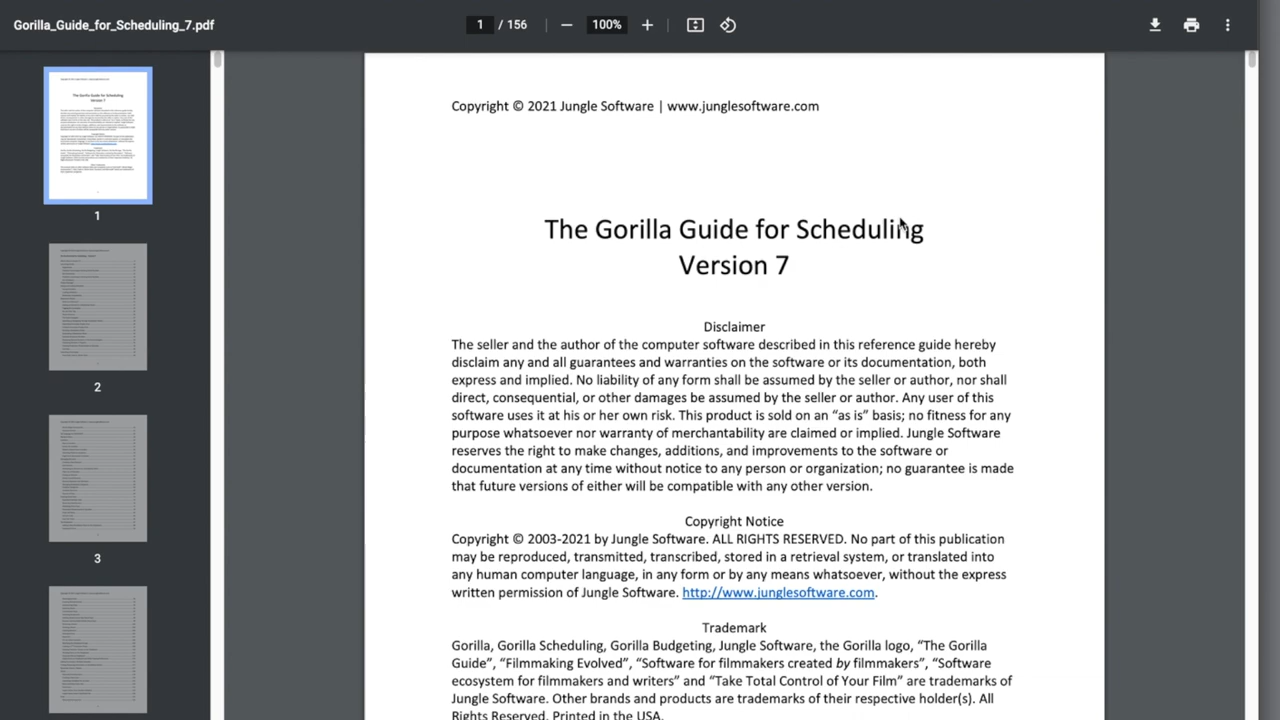 Gorilla_Guide_for_Scheduling_7.pdf
1 / 156
100%
1
2
3
Copyright © 2021 Jungle Software | www.junglesoftware.com
The Gorilla Guide for Scheduling
Version 7
Disclaimer
The seller and the author of the computer software described in this reference guide hereby
disclaim any and all guarantees and warranties on the software or its documentation, both
express and implied. No liability of any form shall be assumed by the seller or author, nor shall
direct, consequential, or other damages be assumed by the seller or author. Any user of this
software uses it at his or her own risk. This product is sold on an “as is” basis; no fitness for any
purpose whatsoever nor warranty of merchantability are claimed or implied. Jungle Software
reserves the right to make changes, additions, and improvements to the software or
documentation at any time without notice to any person or organization; no guarantee is made
that future versions of either will be compatible with any other version.
Copyright Notice
Copyright © 2003-2021 by Jungle Software. ALL RIGHTS RESERVED. No part of this publication
may be reproduced, transmitted, transcribed, stored in a retrieval system, or translated into
any human computer language, in any form or by any means whatsoever, without the express
written permission of Jungle Software. http://www.junglesoftware.com.
Trademark
Gorilla, Gorilla Scheduling, Gorilla Budgeting, Jungle Software, the Gorilla logo, “The Gorilla
Guide”, “Filmmaking evolved”, “Software for filmmakers created by filmmakers”, “Software
ecosystem for filmmakers and writers” and “Take Total Control of Your Film” are trademarks of
Jungle Software. Other brands and products are trademarks of their respective holder(s). All
Rights Reserved. Printed in the USA.